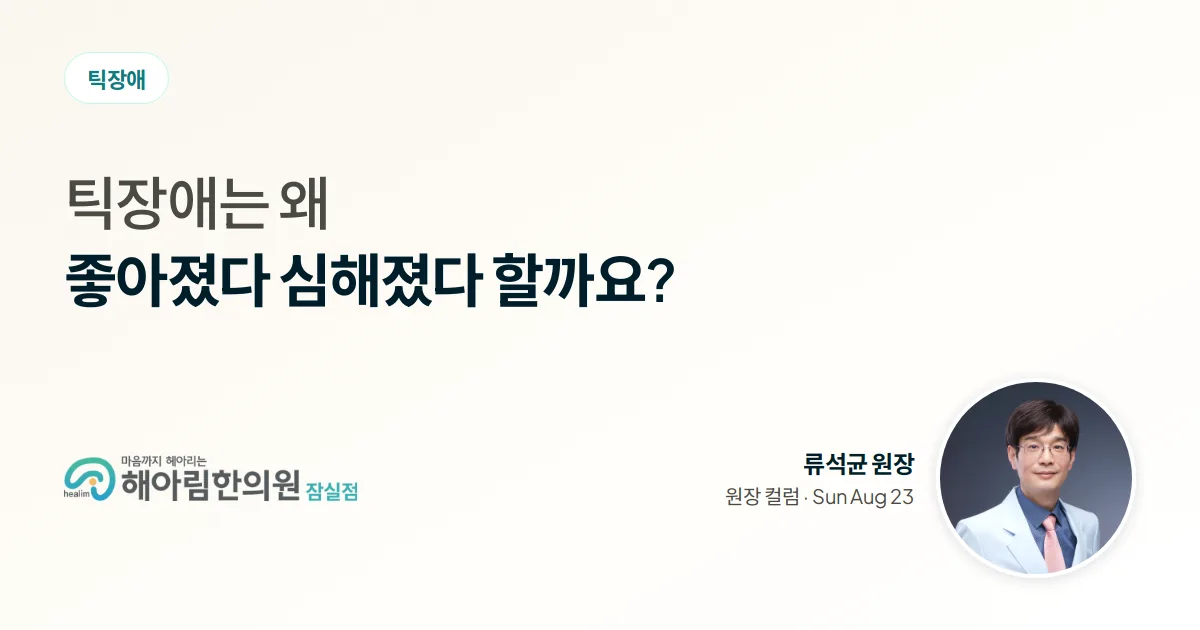 틱장애
틱장애는 왜
좋아졌다 심해졌다 할까요?
마음까지 헤아리는
healim 해아림한의원 잠실점
류석균 원장
원장 컬럼 · Sun Aug 23